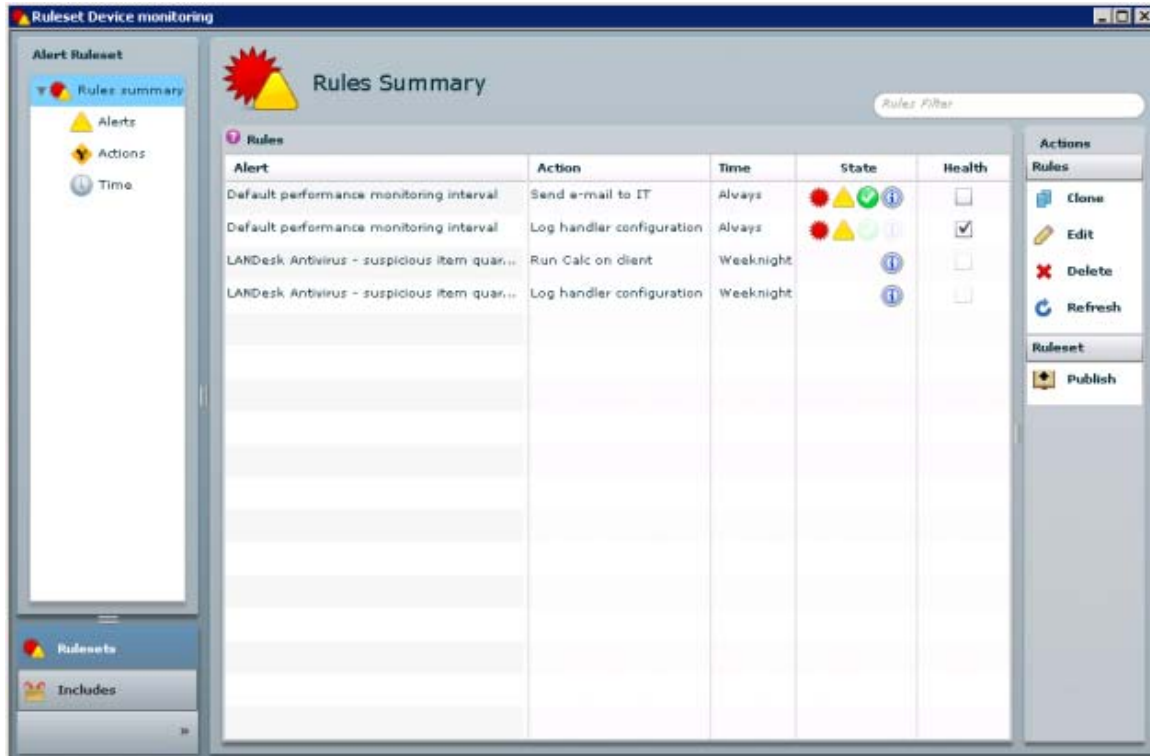 Ruleset Device monitoring
Alert Ruleset
Rules summary
Alerts
Actions
Time
Rulesets
Includes
»
Rules Summary
Rules Filter
? Rules
Alert Action Time State Health
Default performance monitoring interval Send e-mail to IT Always
Default performance monitoring interval Log handler configuration Always
LANDesk Antivirus - suspicious item quar... Run Calc on client Weeknight
LANDesk Antivirus - suspicious item quar... Log handler configuration Weeknight
Actions
Rules
Clone
Edit
Delete
Refresh
Ruleset
Publish